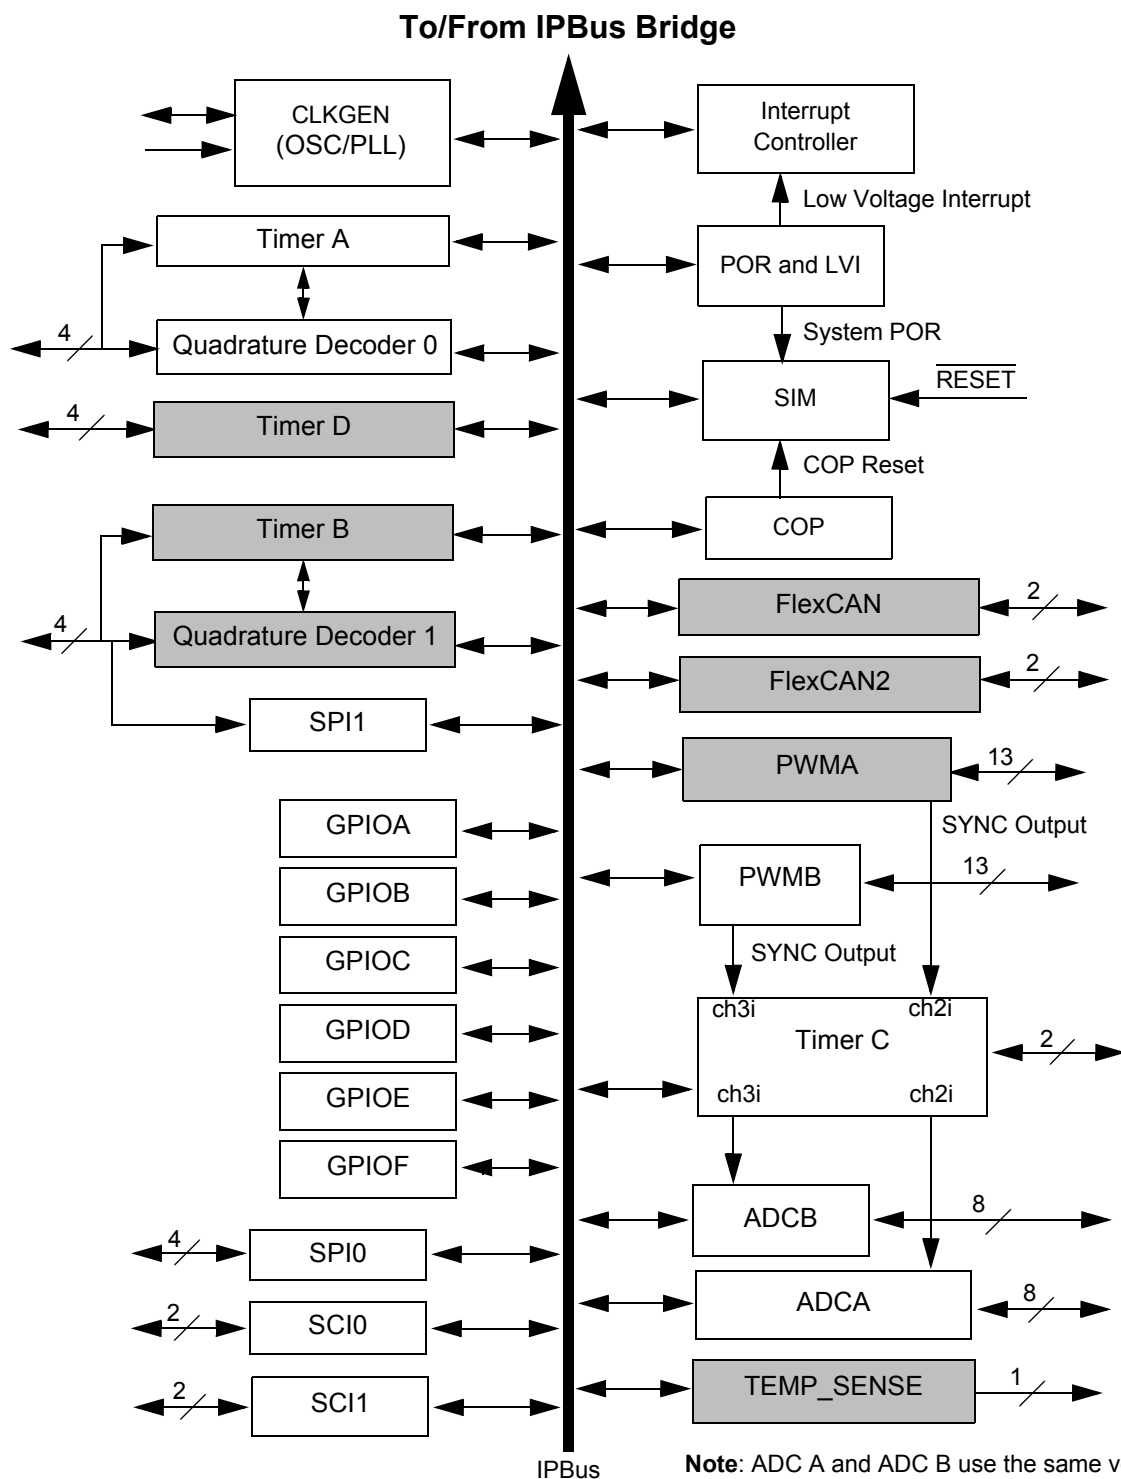 To/From IPBus Bridge
CLKGEN
(OSC/PLL)
Interrupt
Controller
Low Voltage Interrupt
Timer A
POR and LVI
4
Quadrature Decoder 0
System POR
RESET
SIM
4
Timer D
COP Reset
Timer B
COP
4
Quadrature Decoder 1
FlexCAN
2
FlexCAN2
2
SPI1
PWMA
13
SYNC Output
GPIOA
PWMB
13
GPIOB
SYNC Output
GPIOC
ch3i
ch2i
Timer C
2
GPIOD
ch3i
ch2i
GPIOE
GPIOF
ADCB
8
4
SPI0
ADCA
8
2
SCI0
TEMP_SENSE
1
2
SCI1
IPBus
Note: ADC A and ADC B use the same v